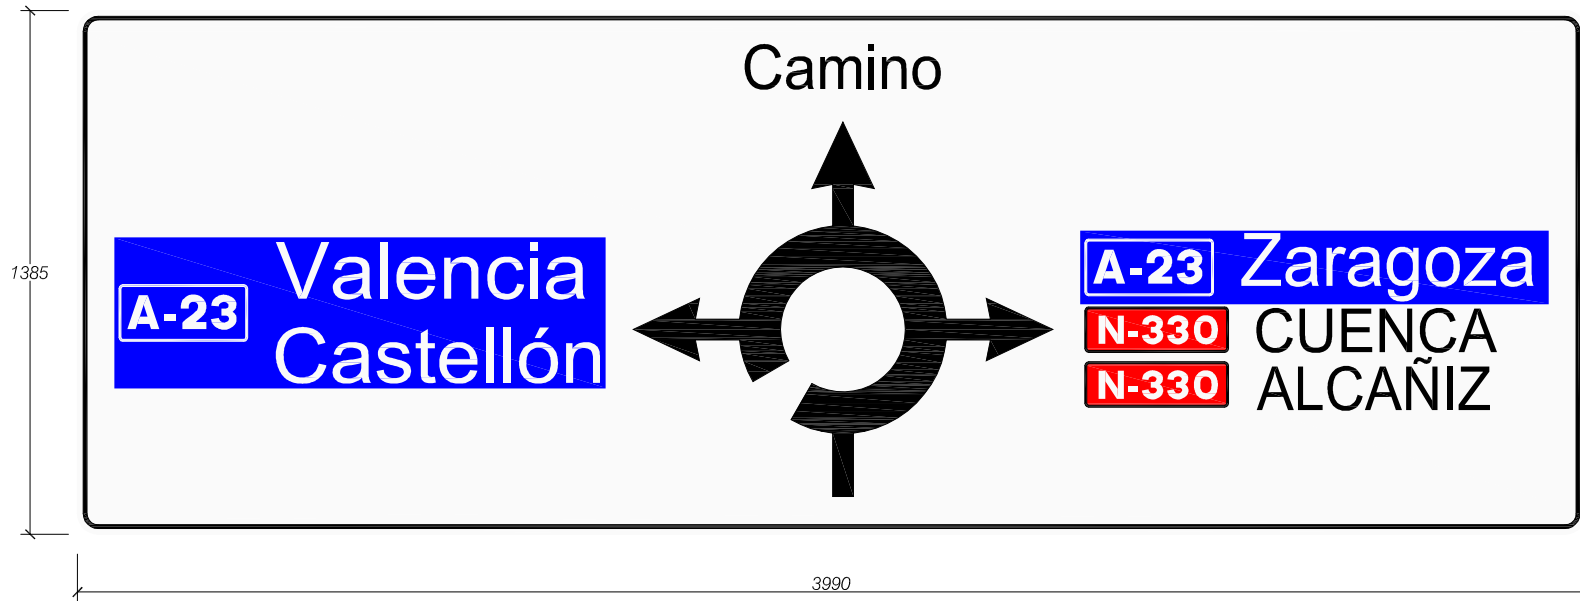 Camino
A-23
Valencia
Castellón
A-23 Zaragoza
N-330 CUENCA
N-330 ALCAÑIZ
1385
3990